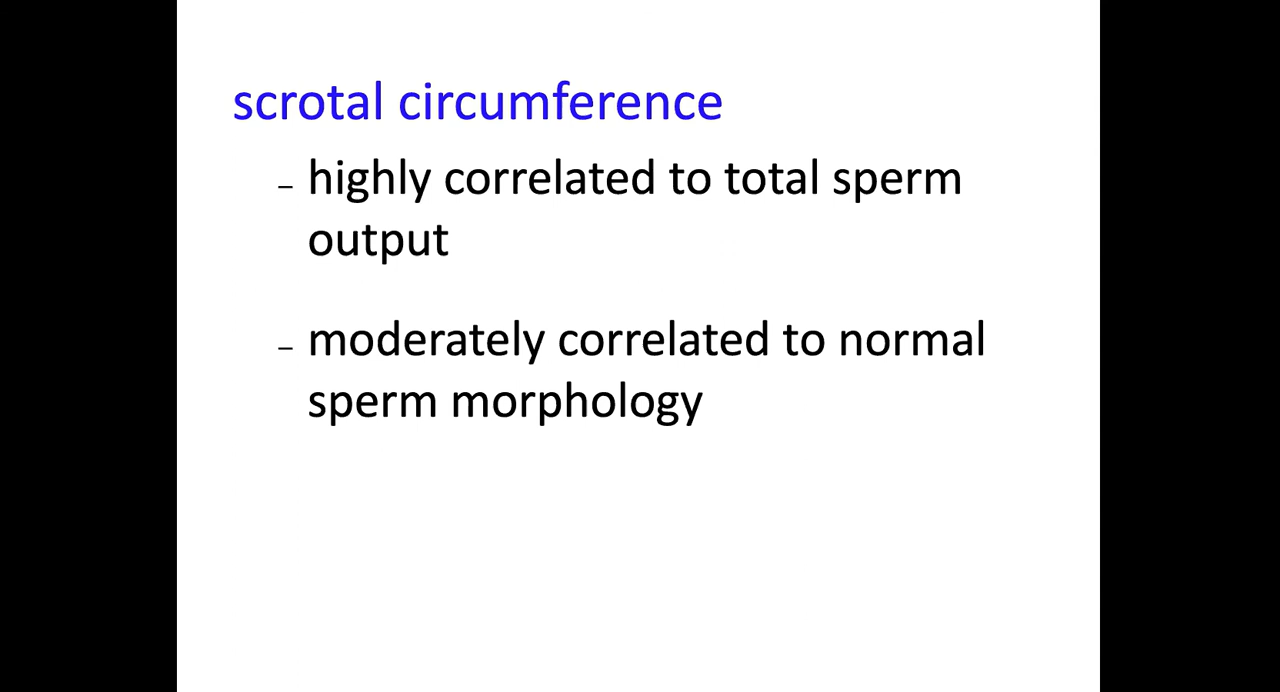 scrotal circumference
– highly correlated to total sperm
output
– moderately correlated to normal
sperm morphology